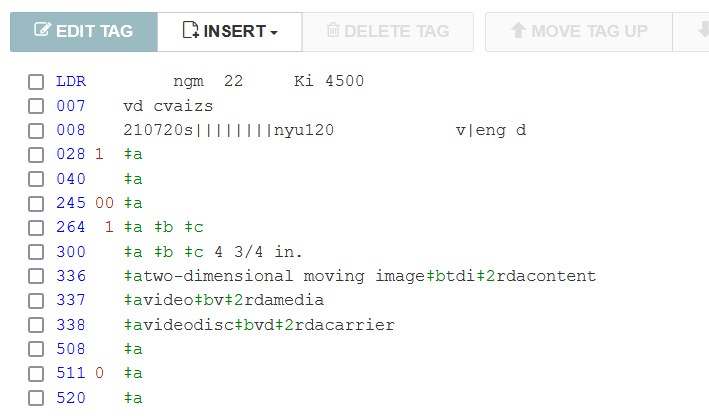 EDIT TAG INSERT DELETE TAG MOVE TAG UP
LDR ngm 22 Ki 4500
007 vd cvaizs
008 210720s||||||||nyu120 v|eng d
028 1 ‡a
040 ‡a
245 00 ‡a
264 1 ‡a ‡b ‡c
300 ‡a ‡b ‡c 4 3/4 in.
336 ‡atwo-dimensional moving image‡btdi‡2rdacontent
337 ‡avideo‡bv‡2rdamedia
338 ‡avideodisc‡bvd‡2rdacarrier
508 ‡a
511 0 ‡a
520 ‡a